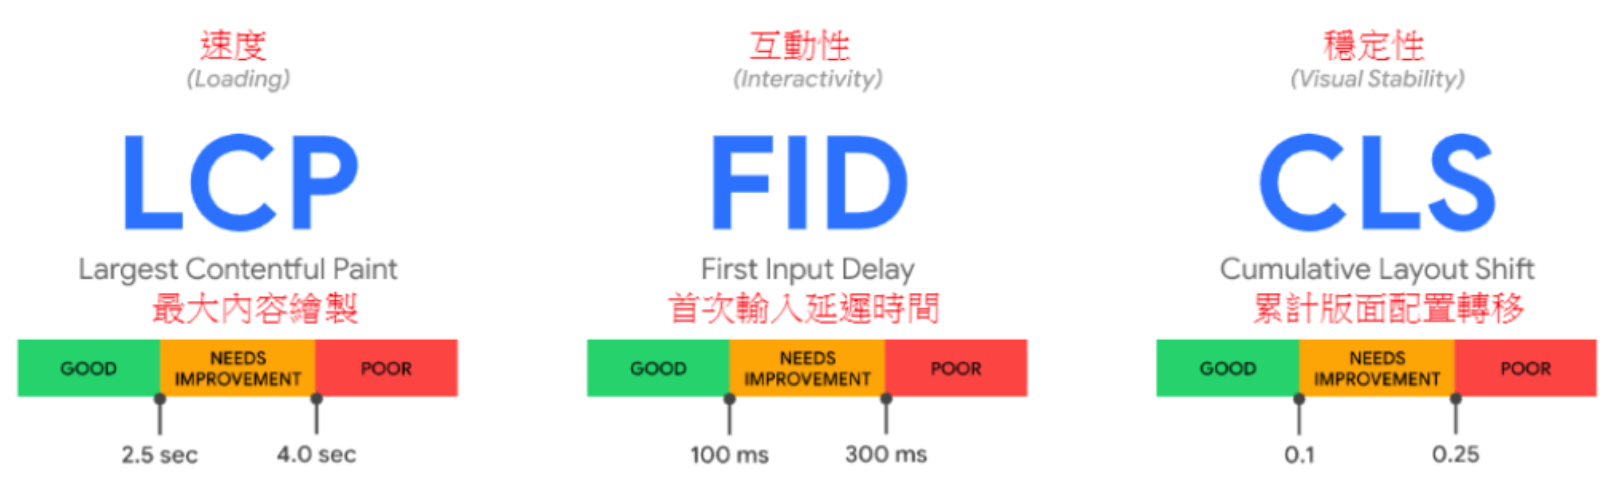 速度
(Loading)
LCP
Largest Contentful Paint
最大內容繪製
GOOD
NEEDS
IMPROVEMENT
POOR
2.5 sec
4.0 sec
互動性
(Interactivity)
FID
First Input Delay
首次輸入延遲時間
GOOD
NEEDS
IMPROVEMENT
POOR
100 ms
300 ms
穩定性
(Visual Stability)
CLS
Cumulative Layout Shift
累計版面配置轉移
GOOD
NEEDS
IMPROVEMENT
POOR
0.1
0.25